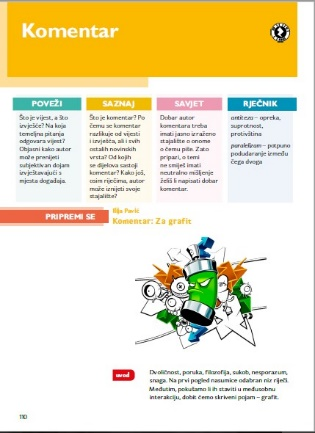 Komentar
POVEŽI
Što je vijest, a što
izvješće? Na koja
temeljna pitanja
odgovara vijest?
Objasni kako autor
može prenijeti
subjektivan dojam
izvještavajući s
mjesta događaja.
SAZNAJ
Što je komentar? Po
čemu se komentar
razlikuje od vijesti
i izvješća, ali i svih
ostalih novinskih
vrsta? Od kojih
se dijelova sastoji
komentar? Kako još,
osim riječima, autor
može iznijeti svoje
stajalište?
SAVJET
Dobar autor
komentara treba
imati jasno izraženo
stajalište o onome
o čemu piše. Zato
pripazi, o temi
ne smiješ imati
neutralno mišljenje
želiš li napisati dobar
komentar.
RJEČNIK
antiteza – opreka,
suprotnost,
protivština
paralelizam – potpuno
podudaranje između
čega dvoga
PRIPREMI SE
Ilija Pavić
Komentar: Za grafit
uvod
Dvoličnost, poruka, filozofija, sukob, nesporazum,
snaga. Na prvi pogled nasumice odabran niz riječi.
Međutim, pokušamo li ih staviti u međusobnu
interakciju, dobit ćemo skriveni pojam – grafit.
110